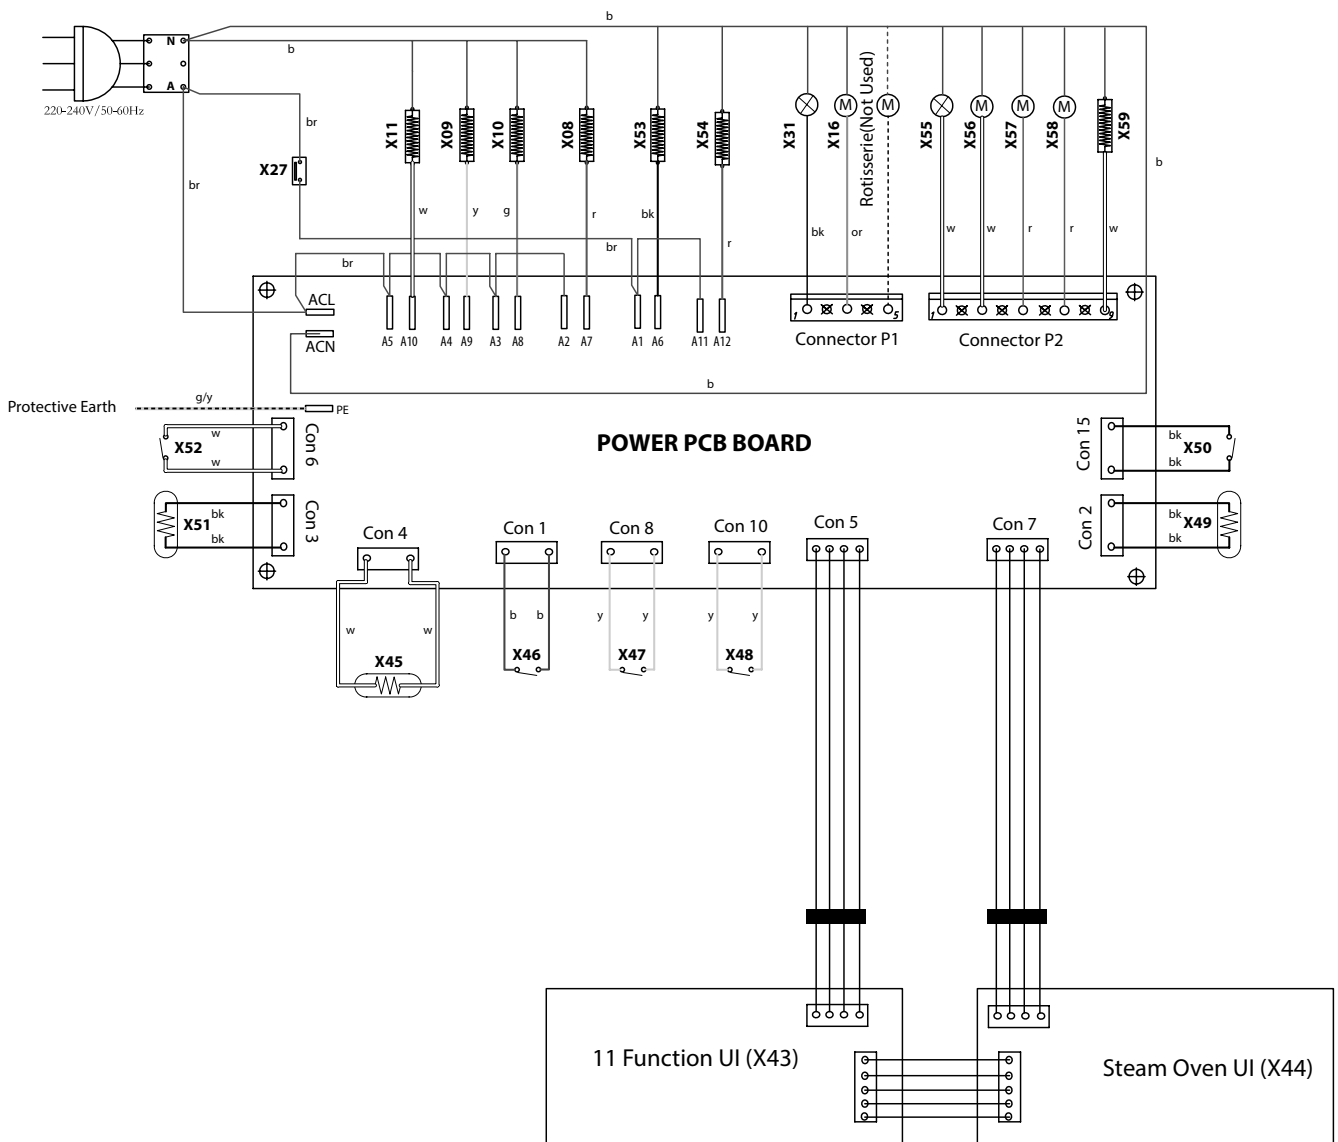 b
N
b
A
220-240V/50-60Hz
br
X11
X09
X10
X08
X53
X54
X31
M
X16
M
Rotisserie(Not Used)
X55
M
X56
M
X57
M
X58
X59
b
X27
br
w
y
g
r
bk
br
r
bk
or
w
w
r
r
w
br
ACL
ACN
A5
A10
A4
A9
A3
A8
A2
A7
A1
A6
A11
A12
1
5
Connector P1
1
9
Connector P2
b
Protective Earth
g/y
PE
POWER PCB BOARD
w
X52
w
Con 6
bk
X51
bk
Con 3
Con 15
bk
X50
bk
Con 2
bk
X49
bk
Con 4
Con 1
Con 8
Con 10
Con 5
Con 7
w
w
X45
b
b
X46
y
y
X47
y
y
X48
11 Function UI (X43)
Steam Oven UI (X44)